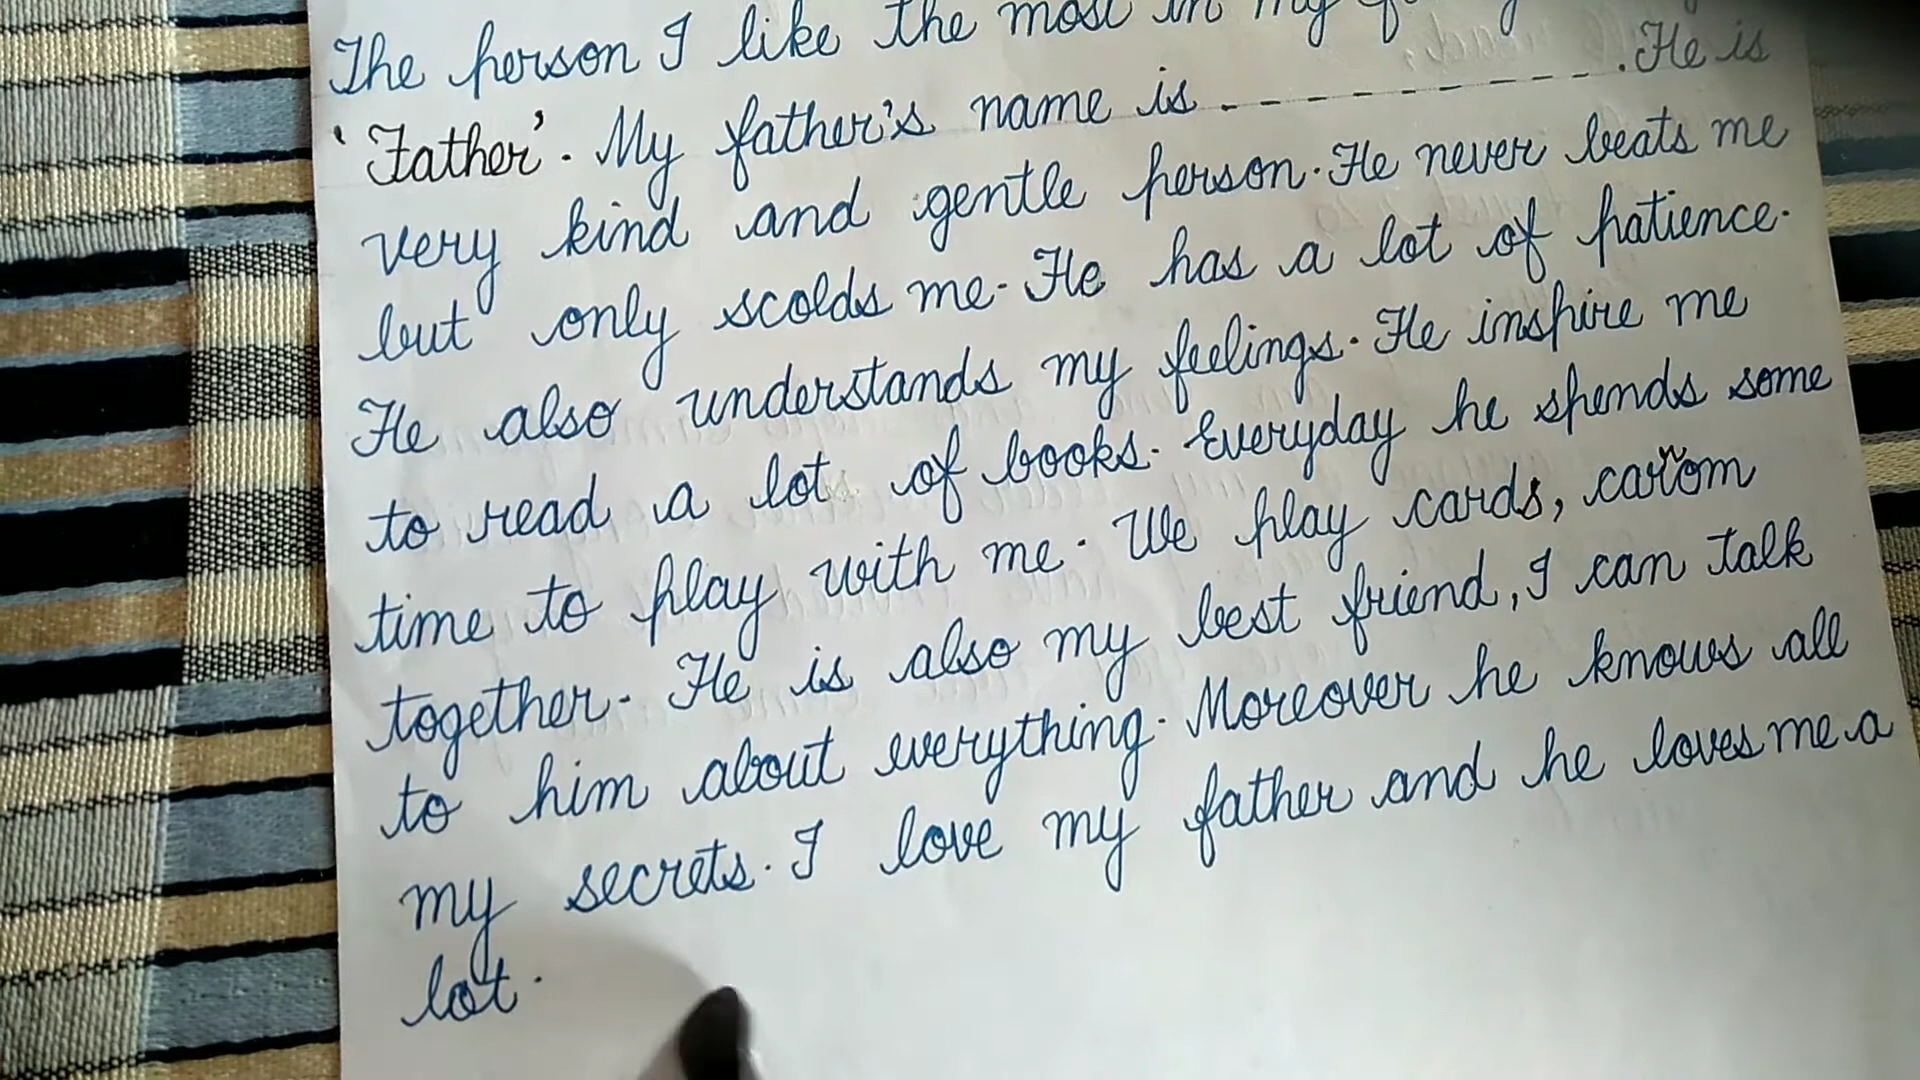 The person I like the most in my
'Father'. My father's name is ----------. He is
very kind and gentle person. He never beats me
but only scolds me. He has a lot of patience.
He also understands my feelings. He inspire me
to read a lot of books. Everyday he spends some
time to play with me. We play cards, carrom
together. He is also my best friend, I can talk
to him about everything. Moreover he knows all
my secrets. I love my father and he loves me a
lot.